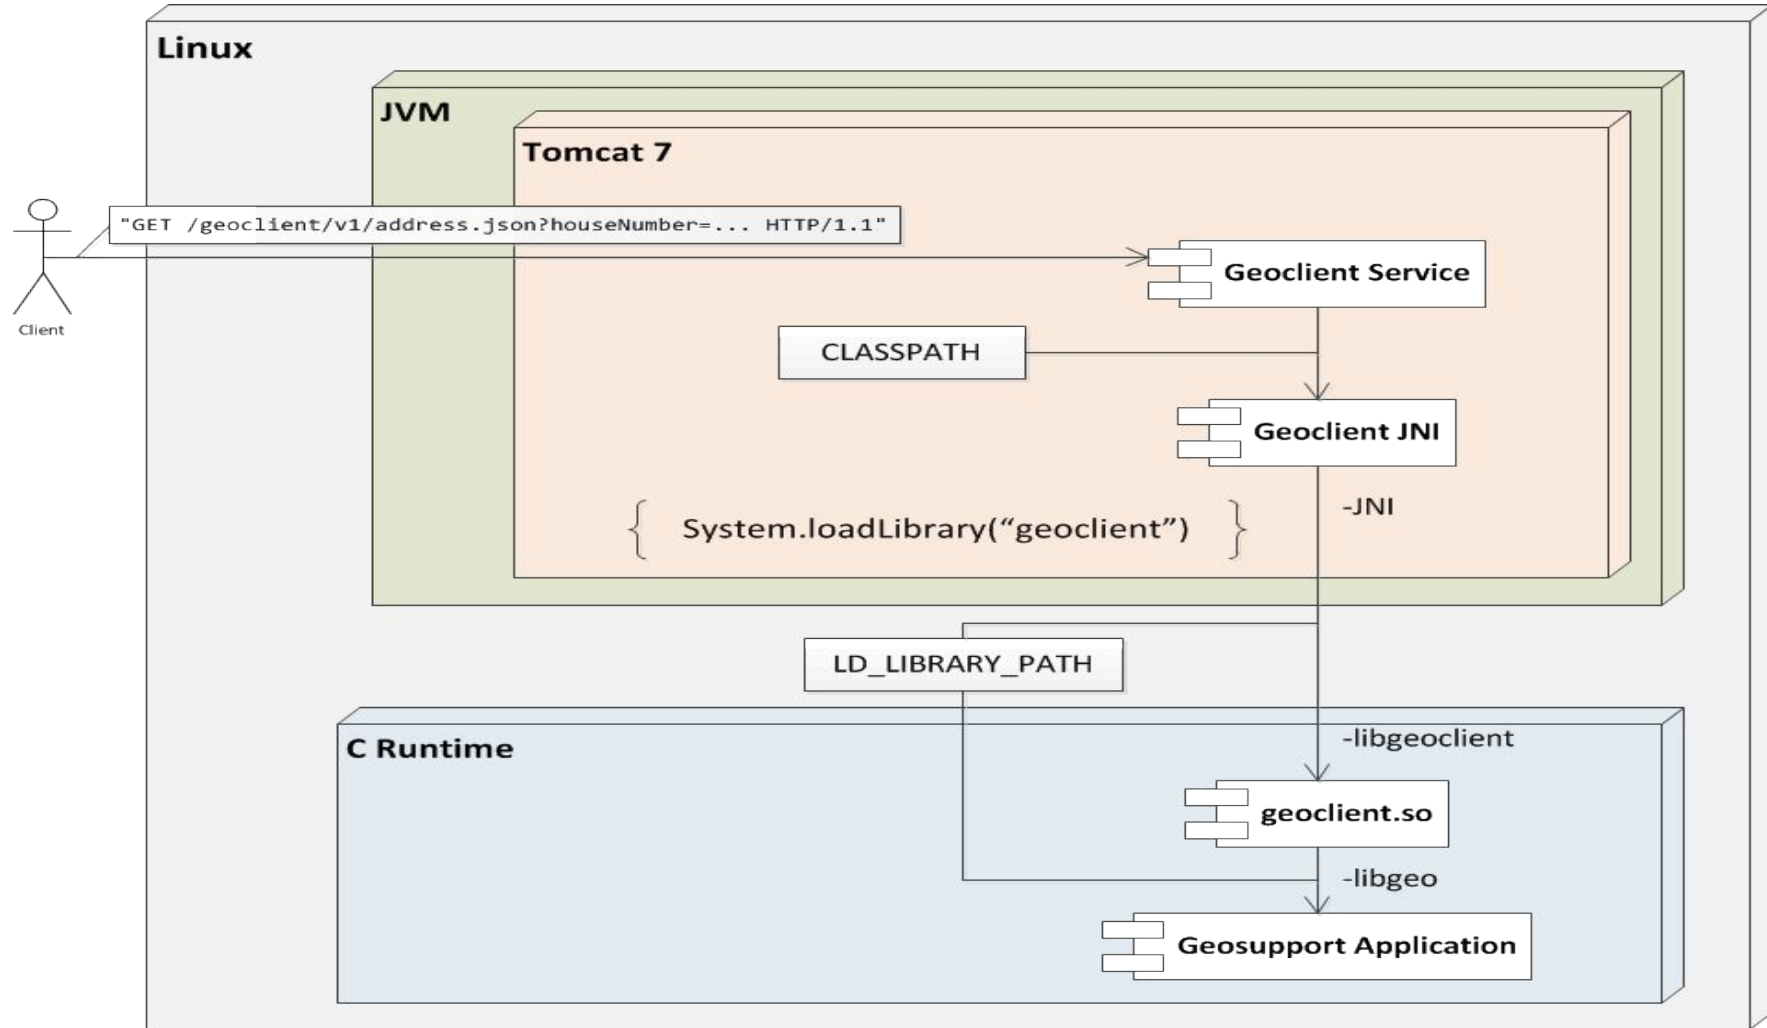 Linux
JVM
Tomcat 7
"GET /geoclient/v1/address.json?houseNumber=... HTTP/1.1"
Client
Geoclient Service
CLASSPATH
Geoclient JNI
-JNI
{ System.loadLibrary(“geoclient”) }
LD_LIBRARY_PATH
C Runtime
-libgeoclient
geoclient.so
-libgeo
Geosupport Application